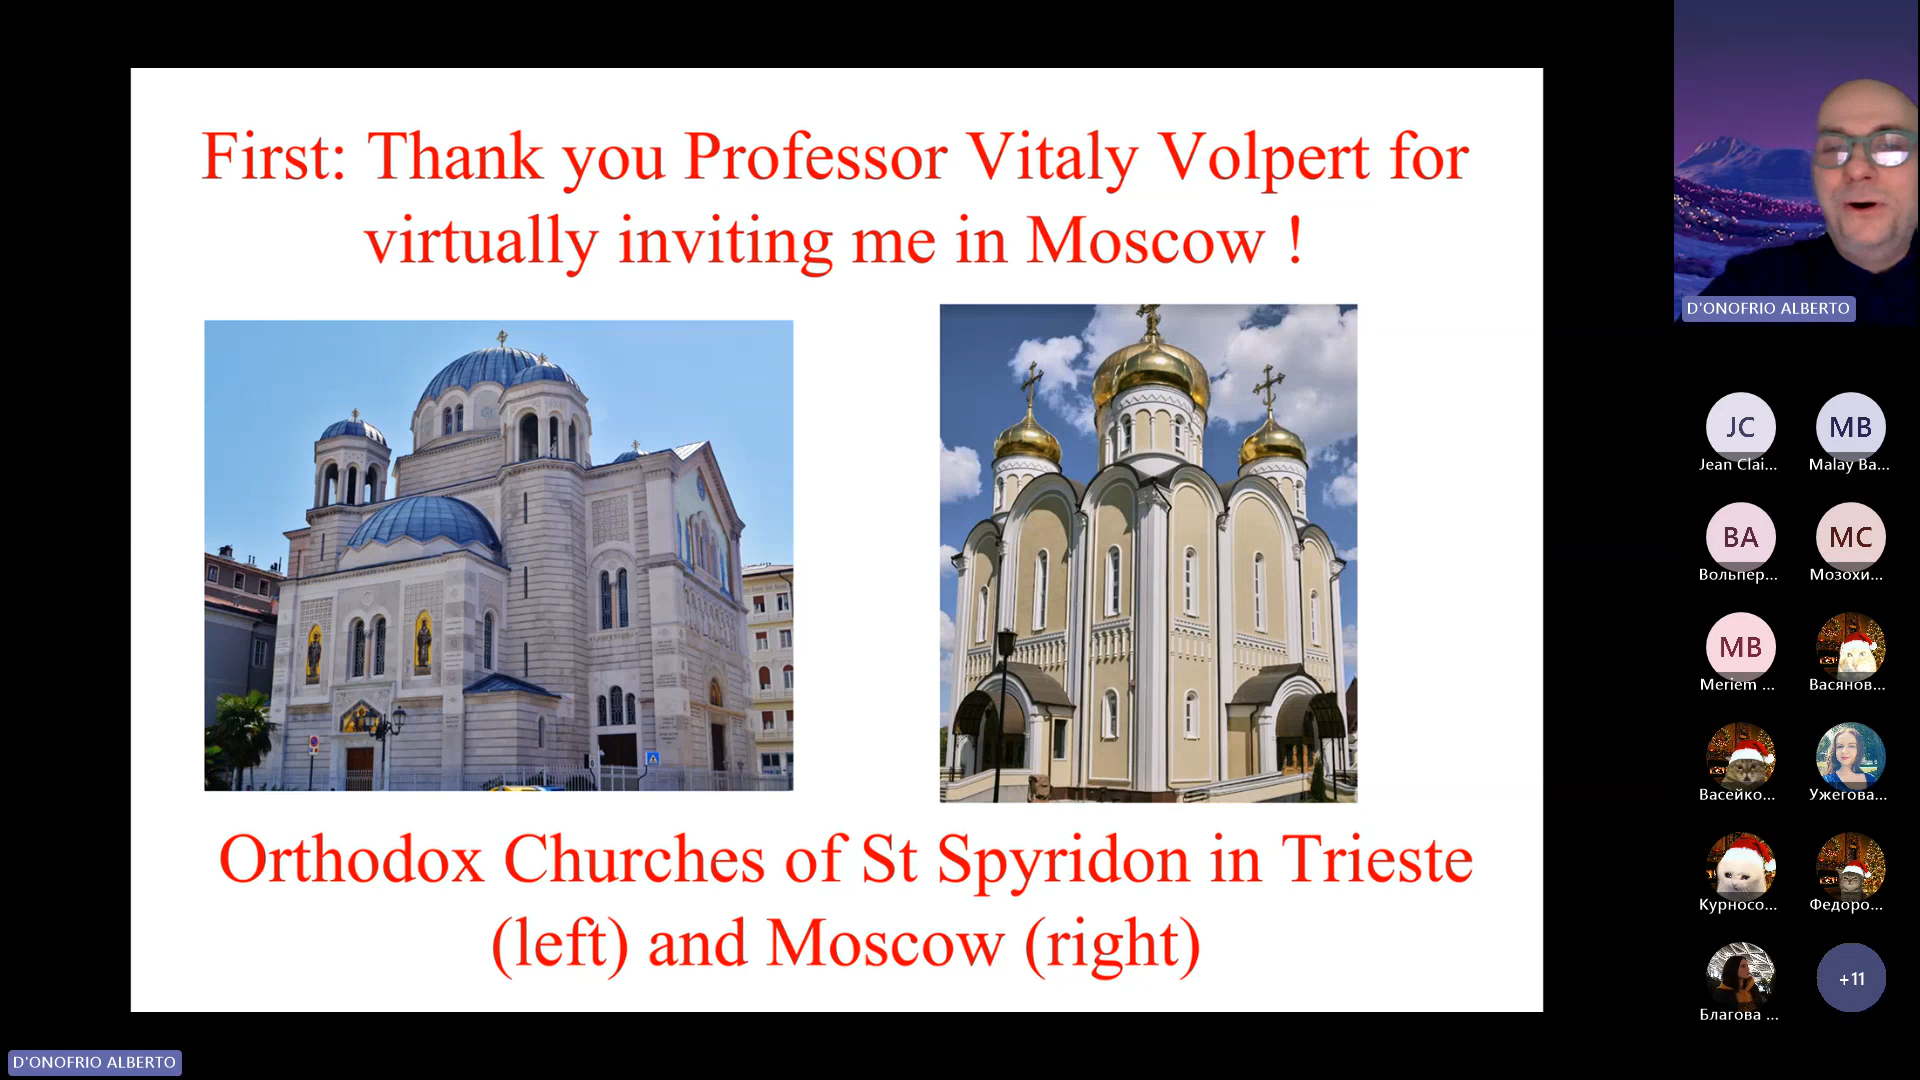 First: Thank you Professor Vitaly Volpert for
virtually inviting me in Moscow !
Orthodox Churches of St Spyridon in Trieste
(left) and Moscow (right)
D'ONOFRIO ALBERTO
JC
Jean Clai...
MB
Malay Ba...
ВА
Вольпер...
МС
Мозохи...
MB
Meriem ...
Васянов...
Васейко...
Ужегова...
Курносо...
Федоро...
Благова ...
+11
D'ONOFRIO ALBERTO